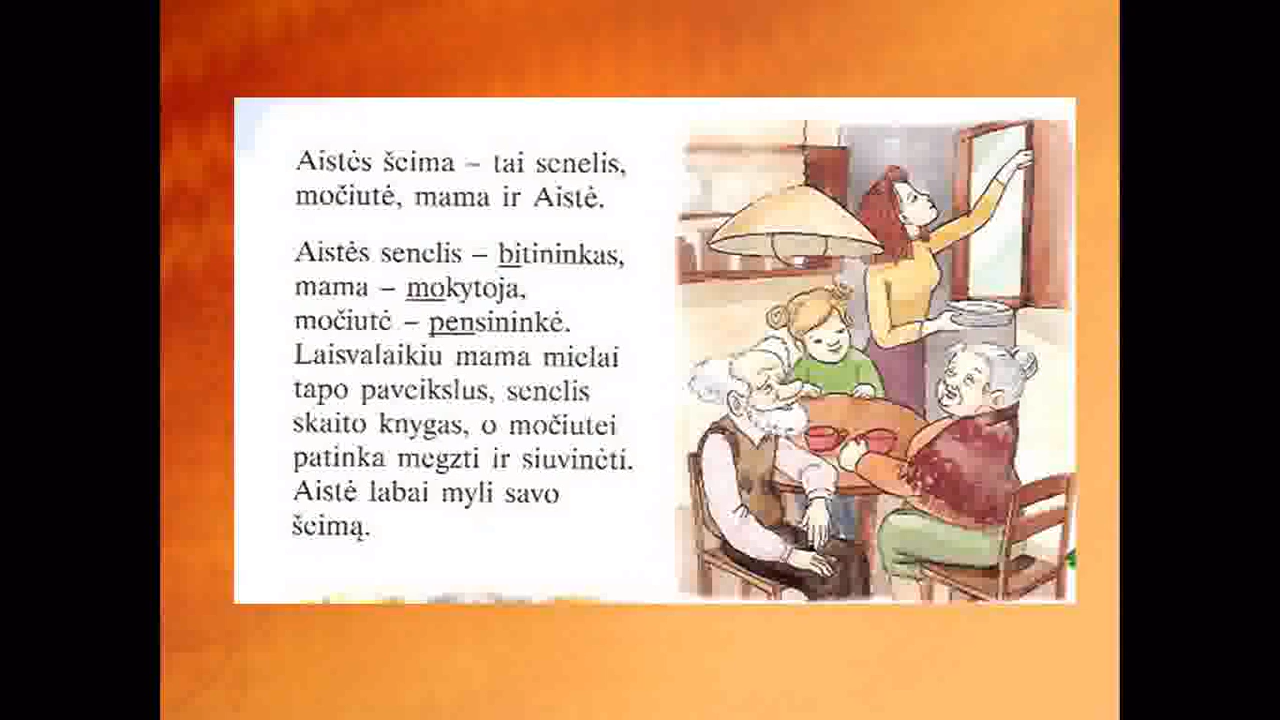 Aistės šeima – tai senelis,
močiutė, mama ir Aistė.
Aistės senelis – bitininkas,
mama – mokytoja,
močiutė – pensininkė.
Laisvalaikiu mama mielai
tapo paveikslus, senelis
skaito knygas, o močiutei
patinka megzti ir siuvinėti.
Aistė labai myli savo
šeimą.